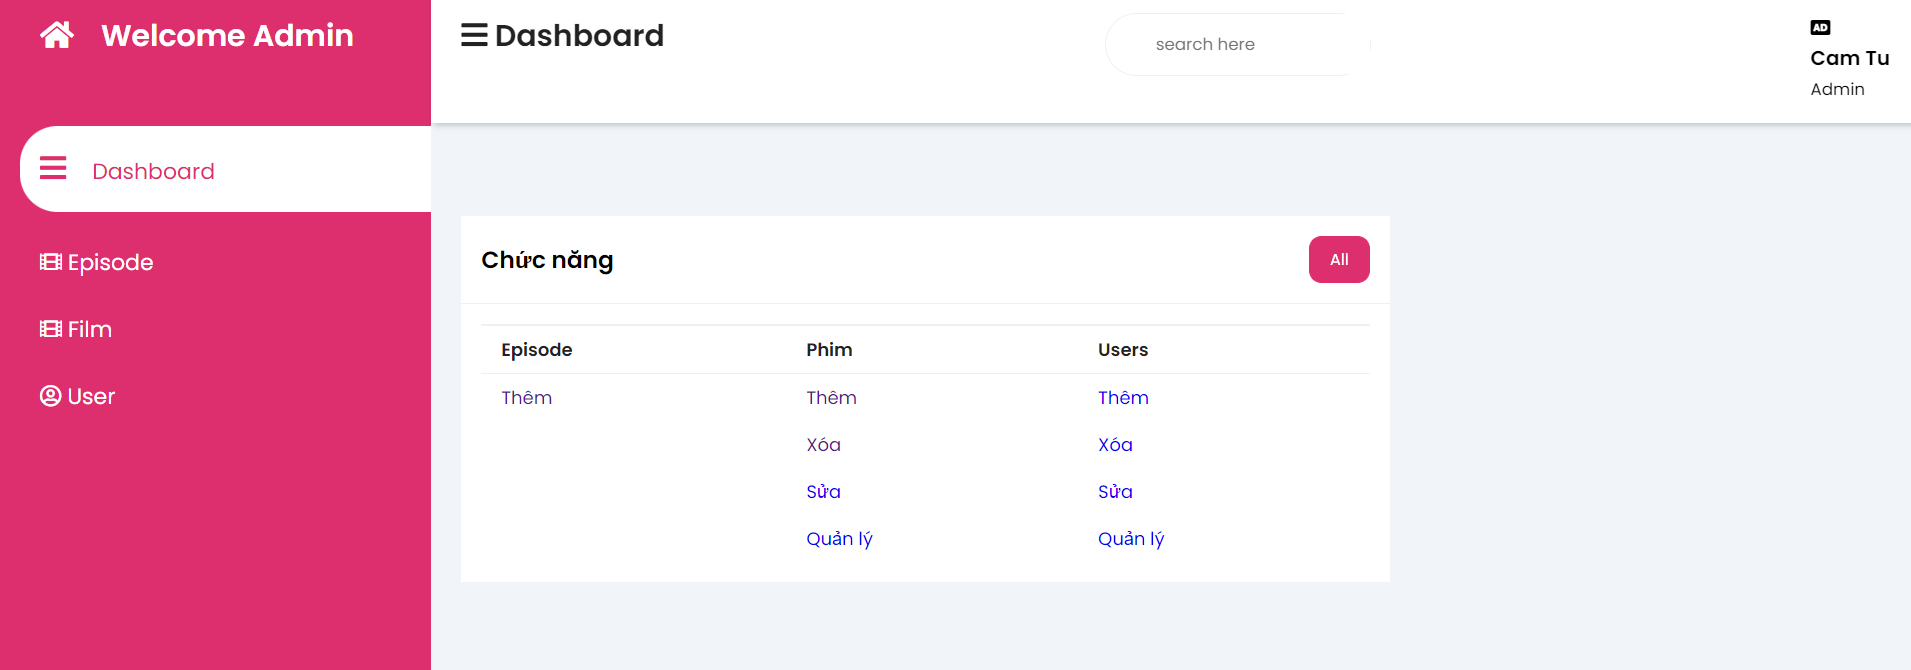 Welcome Admin
Dashboard
Episode
Film
User
Dashboard
search here
AD
Cam Tu
Admin
Chức năng
All
Episode Phim Users
Thêm Thêm Thêm
Xóa Xóa
Sửa Sửa
Quản lý Quản lý